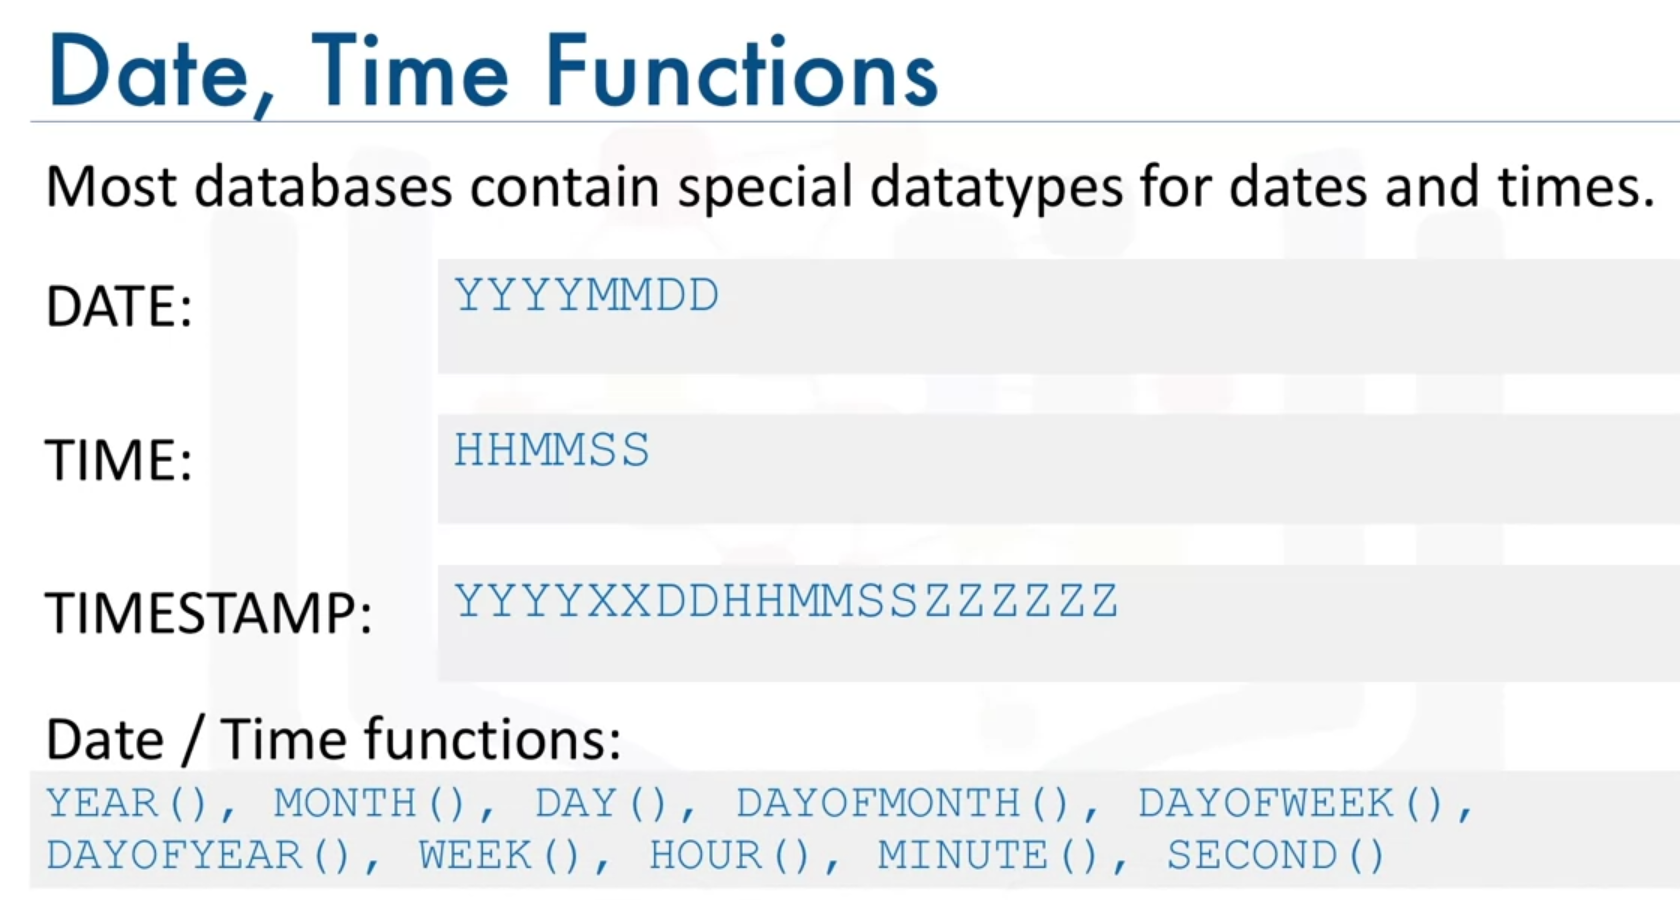 Date, Time Functions
Most databases contain special datatypes for dates and times.
DATE: YYYYMMDD
TIME: HHMMSS
TIMESTAMP: YYYYXXDDHHMMSSZZZZZZ
Date / Time functions:
YEAR(), MONTH(), DAY(), DAYOFMONTH(), DAYOFWEEK(),
DAYOFYEAR(), WEEK(), HOUR(), MINUTE(), SECOND()